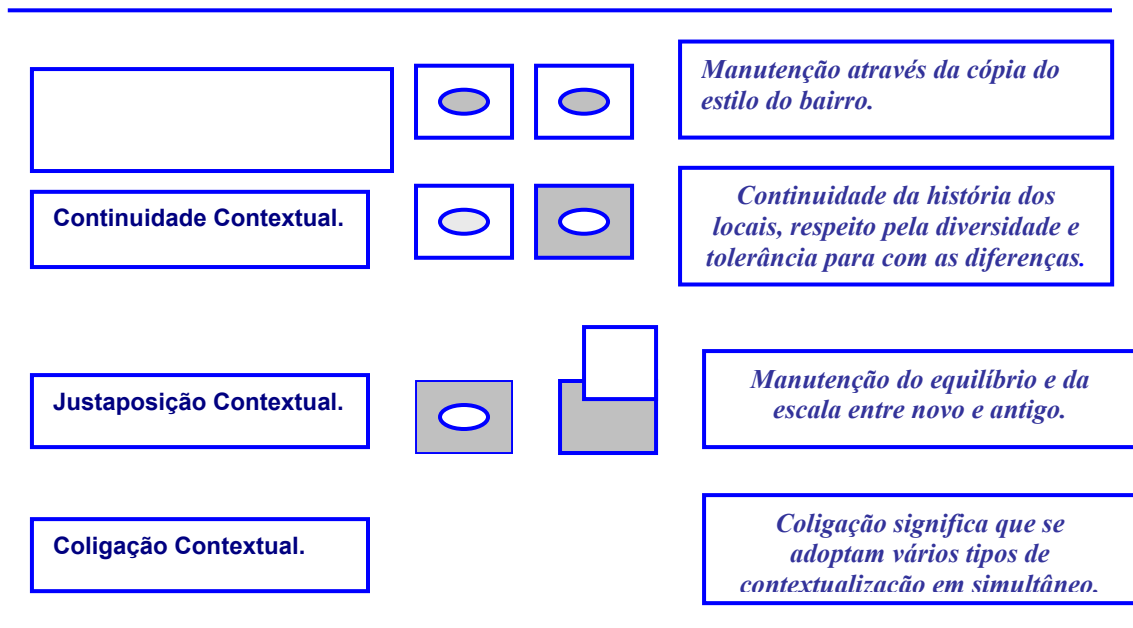 Manutenção através da cópia do
estilo do bairro.
Continuidade Contextual.
Continuidade da história dos
locais, respeito pela diversidade e
tolerância para com as diferenças.
Justaposição Contextual.
Manutenção do equilíbrio e da
escala entre novo e antigo.
Coligação Contextual.
Coligação significa que se
adoptam vários tipos de
contextualização em simultâneo.